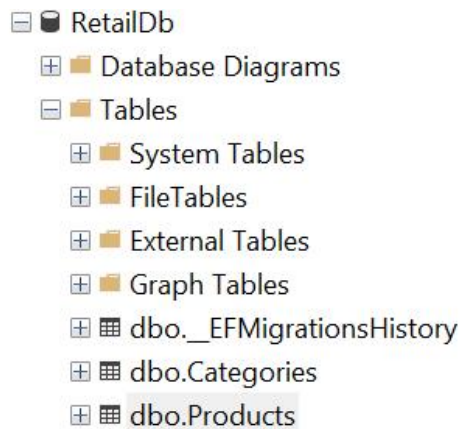 RetailDb
Database Diagrams
Tables
System Tables
FileTables
External Tables
Graph Tables
dbo.__EFMigrationsHistory
dbo.Categories
dbo.Products